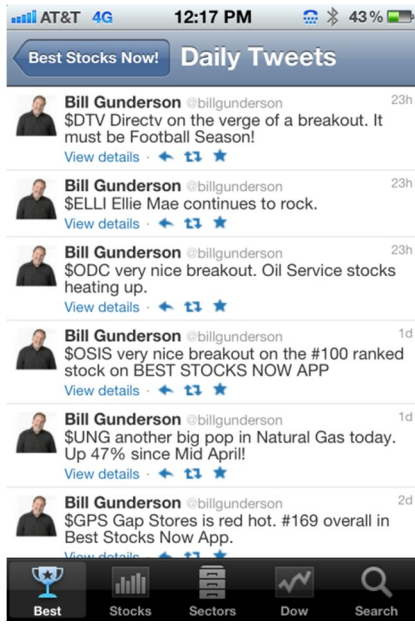 AT&T 4G 12:17 PM 43%
Best Stocks Now! Daily Tweets
Bill Gunderson @billgunderson 23h
$DTV Directv on the verge of a breakout. It
must be Football Season!
View details ·
Bill Gunderson @billgunderson 23h
$ELLI Ellie Mae continues to rock.
View details ·
Bill Gunderson @billgunderson 23h
$ODC very nice breakout. Oil Service stocks
heating up.
View details ·
Bill Gunderson @billgunderson 1d
$OSIS very nice breakout on the #100 ranked
stock on BEST STOCKS NOW APP
View details ·
Bill Gunderson @billgunderson 1d
$UNG another big pop in Natural Gas today.
Up 47% since Mid April!
View details ·
Bill Gunderson @billgunderson 2d
$GPS Gap Stores is red hot. #169 overall in
Best Stocks Now App.
View details ·
Best Stocks Sectors Dow Search